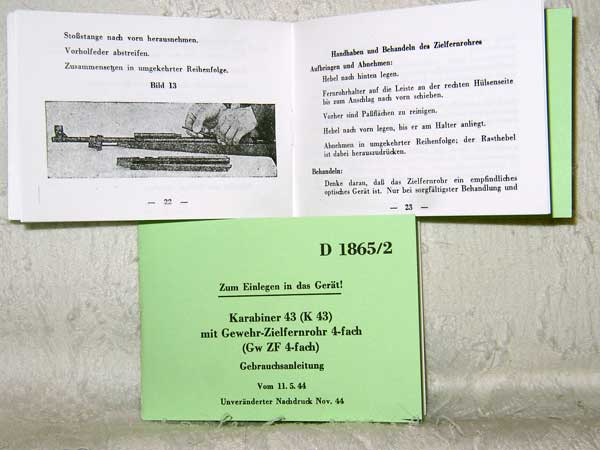 Stoßstange nach vorn herausnehmen.
Vorholfeder abstreifen.
Zusammensetzen in umgekehrter Reihenfolge.
Bild 13
— 22 —
Handhaben und Behandeln des Zielfernrohres
Aufbringen und Abnehmen:
Hebel nach hinten legen.
Fernrohrhalter auf die Leiste an der rechten Hülsenseite
bis zum Anschlag nach vorn schieben.
Vorher sind Paßflächen zu reinigen.
Hebel nach vorn legen, bis er am Halter anliegt.
Abnehmen in umgekehrter Reihenfolge; der Rasthebel
ist dabei herauszudrücken.
Behandeln:
Denke daran, daß das Zielfernrohr ein empfindliches
optisches Gerät ist. Nur bei sorgfältigster Behandlung und
— 23 —
D 1865/2
Zum Einlegen in das Gerät!
Karabiner 43 (K 43)
mit Gewehr-Zielfernrohr 4-fach
(Gw ZF 4-fach)
Gebrauchsanleitung
Vom 11. 5. 44
Unveränderter Nachdruck Nov. 44